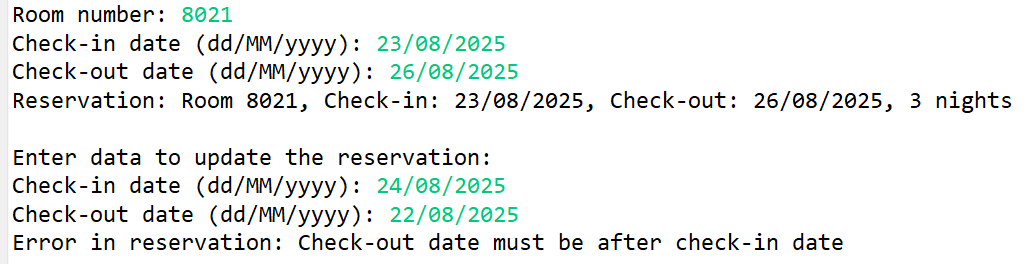 Room number: 8021
Check-in date (dd/MM/yyyy): 23/08/2025
Check-out date (dd/MM/yyyy): 26/08/2025
Reservation: Room 8021, Check-in: 23/08/2025, Check-out: 26/08/2025, 3 nights
Enter data to update the reservation:
Check-in date (dd/MM/yyyy): 24/08/2025
Check-out date (dd/MM/yyyy): 22/08/2025
Error in reservation: Check-out date must be after check-in date